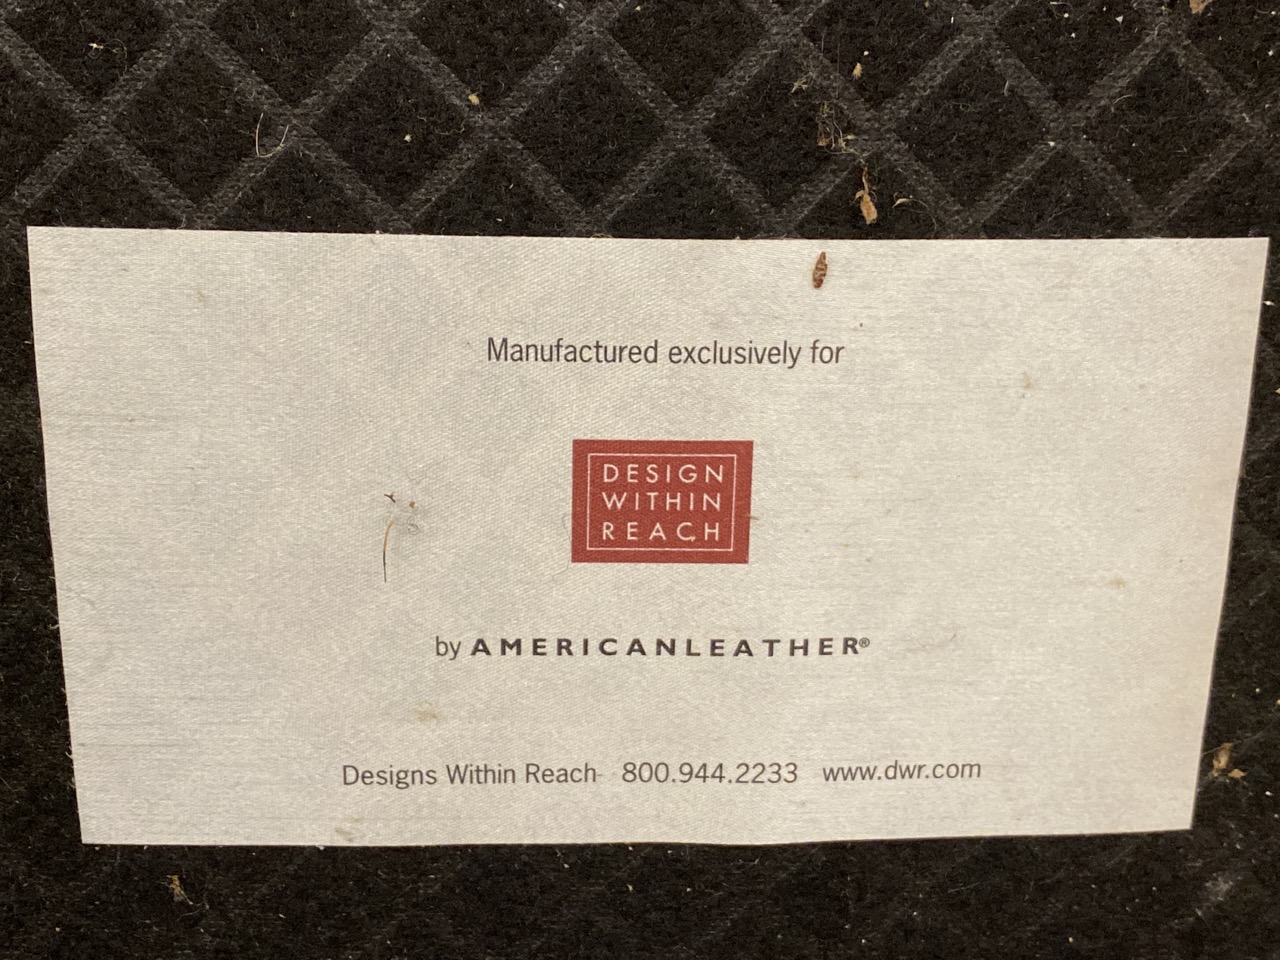 Manufactured exclusively for
DESIGN
WITHIN
REACH
by AMERICANLEATHER®
Designs Within Reach 800.944.2233 www.dwr.com